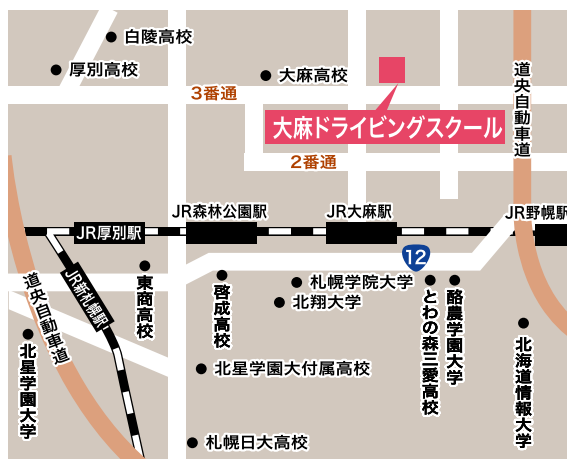 白陵高校
厚別高校
大麻高校
3番通
道央自動車道
大麻ドライビングスクール
2番通
JR森林公園駅
JR大麻駅
JR野幌駅
JR厚別駅
12
JR新札幌駅
道央自動車道
東商高校
啓成高校
札幌学院大学
北翔大学
とわの森三愛高校
酪農学園大学
北海道情報大学
北星学園大学
北星学園大付属高校
札幌日大高校